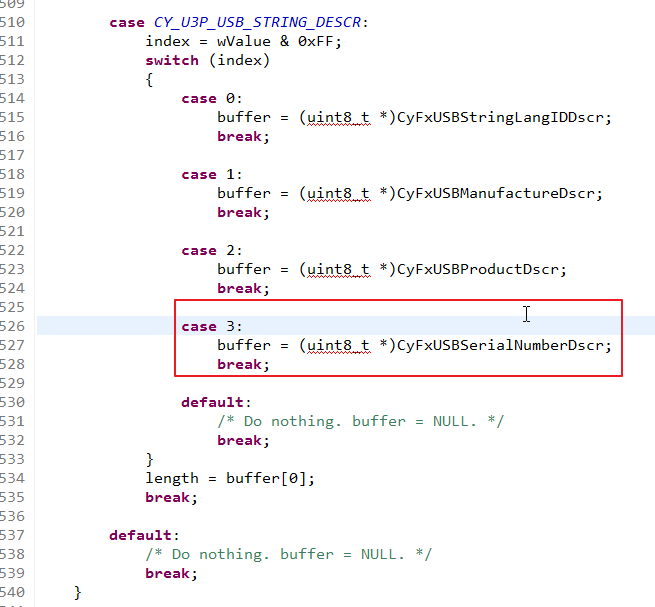 509
510 case CY_U3P_USB_STRING_DESCR:
511 index = wValue & 0xFF;
512 switch (index)
513 {
514 case 0:
515 buffer = (uint8_t *)CyFxUSBStringLangIDDscr;
516 break;
517
518 case 1:
519 buffer = (uint8_t *)CyFxUSBManufactureDscr;
520 break;
521
522 case 2:
523 buffer = (uint8_t *)CyFxUSBProductDscr;
524 break;
525
526 case 3:
527 buffer = (uint8_t *)CyFxUSBSerialNumberDscr;
528 break;
529
530 default:
531 /* Do nothing. buffer = NULL. */
532 break;
533 }
534 length = buffer[0];
535 break;
536
537 default:
538 /* Do nothing. buffer = NULL. */
539 break;
540 }